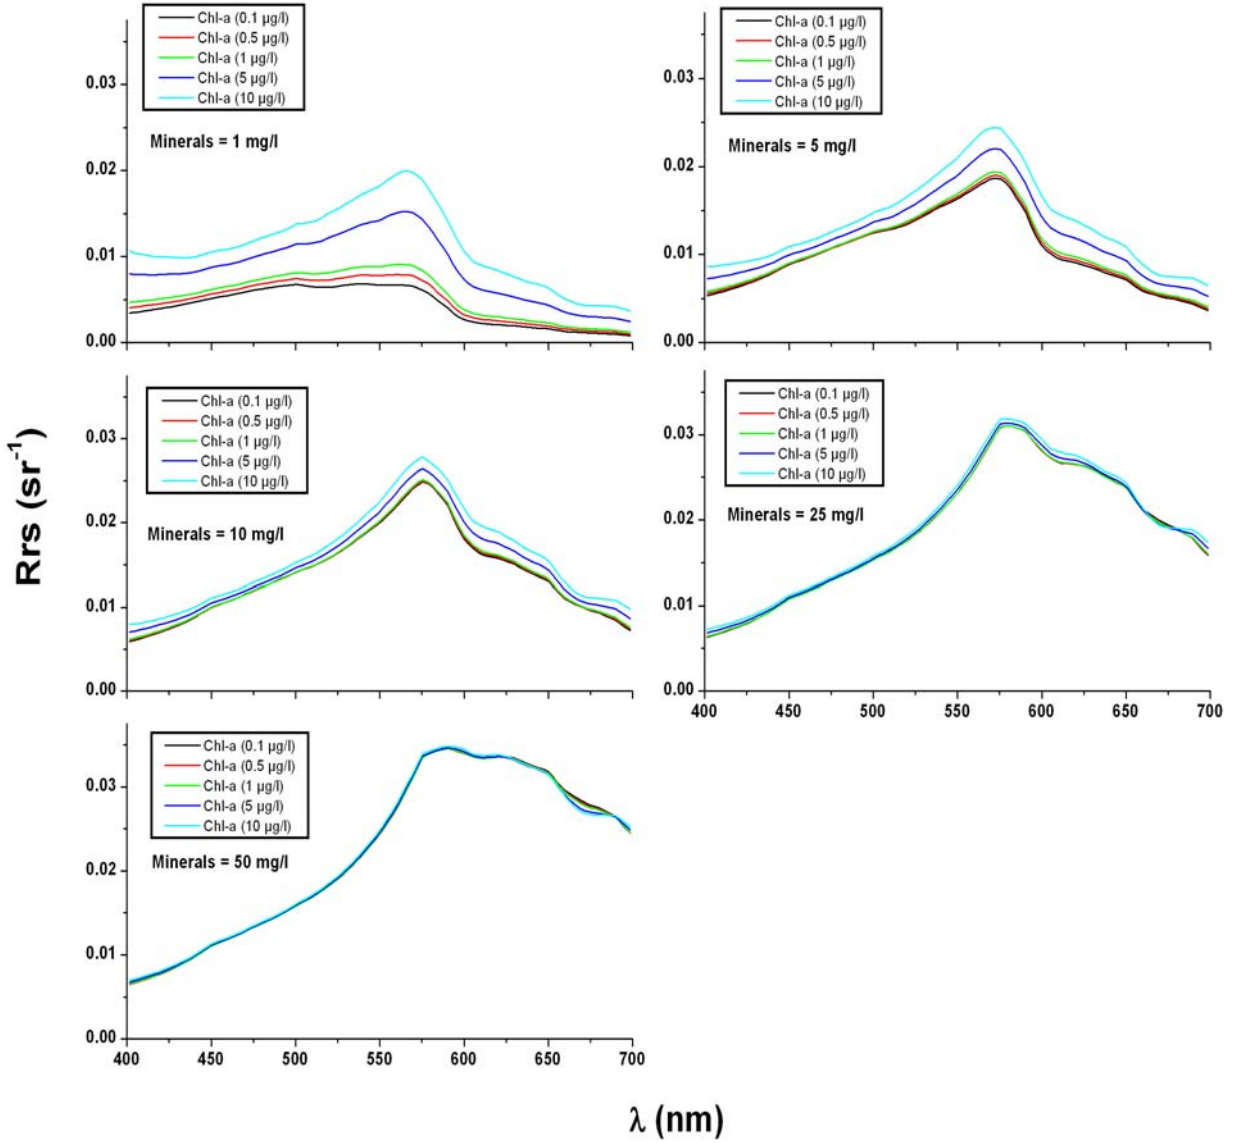 Chl-a (0.1 µg/l)
Chl-a (0.5 µg/l)
Chl-a (1 µg/l)
Chl-a (5 µg/l)
Chl-a (10 µg/l)
Minerals = 1 mg/l
0.03
0.02
0.01
0.00
Chl-a (0.1 µg/l)
Chl-a (0.5 µg/l)
Chl-a (1 µg/l)
Chl-a (5 µg/l)
Chl-a (10 µg/l)
Minerals = 5 mg/l
0.03
0.02
0.01
0.00
Rrs (sr⁻¹)
Chl-a (0.1 µg/l)
Chl-a (0.5 µg/l)
Chl-a (1 µg/l)
Chl-a (5 µg/l)
Chl-a (10 µg/l)
Minerals = 10 mg/l
0.03
0.02
0.01
0.00
Chl-a (0.1 µg/l)
Chl-a (0.5 µg/l)
Chl-a (1 µg/l)
Chl-a (5 µg/l)
Chl-a (10 µg/l)
Minerals = 25 mg/l
0.03
0.02
0.01
0.00
400 450 500 550 600 650 700
Chl-a (0.1 µg/l)
Chl-a (0.5 µg/l)
Chl-a (1 µg/l)
Chl-a (5 µg/l)
Chl-a (10 µg/l)
Minerals = 50 mg/l
0.03
0.02
0.01
0.00
400 450 500 550 600 650 700
λ (nm)